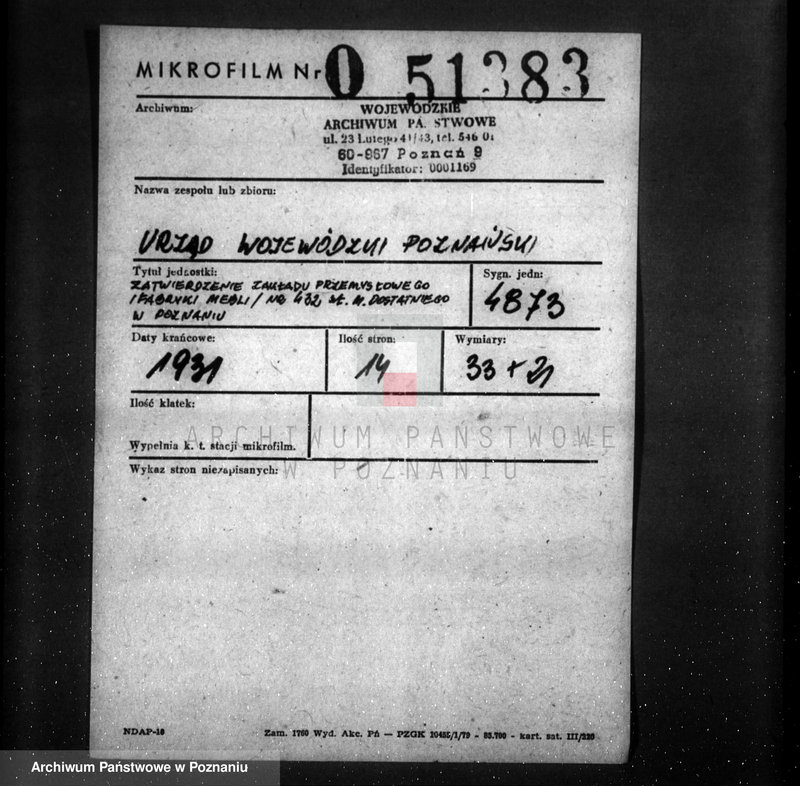 MIKROFILM Nr 0 51383
Archiwum:
WOJEWÓDZKIE
ARCHIWUM PA. STWOWE
ul. 23 Lutego 41/43, tel. 546 01
60-967 Poznań 9
Identyfikator: 0001169
Nazwa zespołu lub zbioru:
URZĄD WOJEWÓDZKI POZNAŃSKI
Tytuł jednostki:
ZATWIERDZENIE ZAKŁADU PRZEMYSŁOWEGO
/FABRYKI MEBLI/ NR 432 M. DOSTATNIEGO
W POZNANIU
Sygn. jedn:
4873
Daty krańcowe:
1931
Ilość stron:
14
Wymiary:
33 + 21
Ilość klatek:
Wypełnia k. t. stacji mikrofilm.
Wykaz stron niezapisanych:
ARCHIWUM PAŃSTWOWE
W POZNANIU
NDAP-18
Zam. 1760 Wyd. Akc. Pń — PZGK 10455/1/79 - 85.700 - kart. sat. III/220
Archiwum Państwowe w Poznaniu